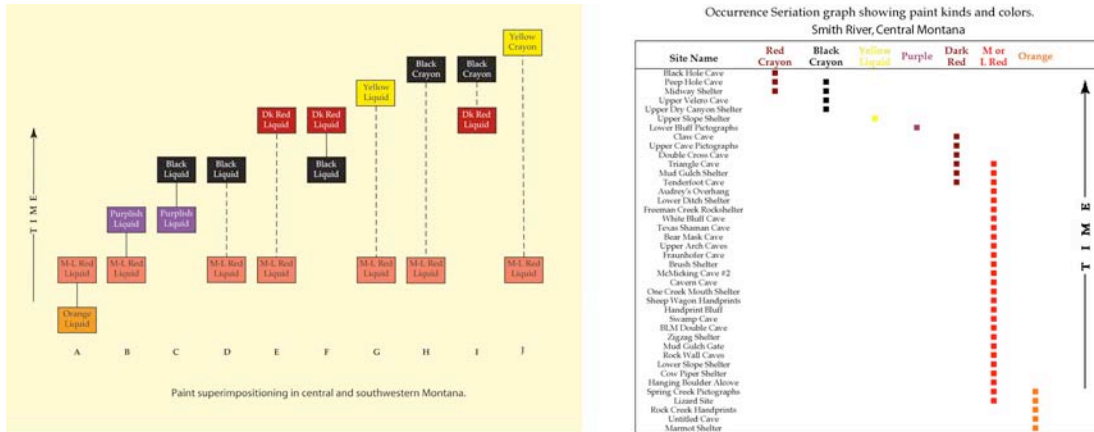 Yellow
Crayon
Black
Crayon
Black
Crayon
Yellow
Liquid
Dk Red
Liquid
Dk Red
Liquid
Dk Red
Liquid
Black
Liquid
Black
Liquid
Black
Liquid
Purplish
Liquid
Purplish
Liquid
M-L Red
Liquid
M-L Red
Liquid
M-L Red
Liquid
M-L Red
Liquid
M-L Red
Liquid
M-L Red
Liquid
M-L Red
Liquid
Orange
Liquid
TIME
A B C D E F G H I J
Paint superimpositioning in central and southwestern Montana.
Occurrence Seriation graph showing paint kinds and colors.
Smith River, Central Montana
Site Name
Red
Crayon
Black
Crayon
Yellow
Liquid
Purple
Dark
Red
M or
L Red
Orange
Black Hole Cave
Peep Hole Cave
Midway Shelter
Upper Velavo Cave
Upper Dry Canyon Shelter
Upper Slope Shelter
Lower Bluff Pictographs
Claw Cave
Upper Cave Pictographs
Double Cross Cave
Triangle Cave
Mud Gulch Shelter
Tenderfoot Cave
Audrey's Overhang
Lower Ditch Shelter
Freeman Creek Rockshelter
White Bluff Cave
Texas Shaman Cave
Bear Mask Cave
Upper Arch Caves
Fraunhofer Cave
Brush Shelter
McMicking Cave #2
Cavern Cave
One Creek Mouth Shelter
Sheep Wagon Handprints
Handprint Bluff
Swamp Cave
BLM Double Cave
Zigzag Shelter
Mud Gulch Gate
Rock Wall Caves
Lower Slope Shelter
Cow Piper Shelter
Hanging Boulder Alcove
Spring Creek Pictographs
Lizard Site
Rock Creek Handprints
Untitled Cave
Marmot Shelter
TIME